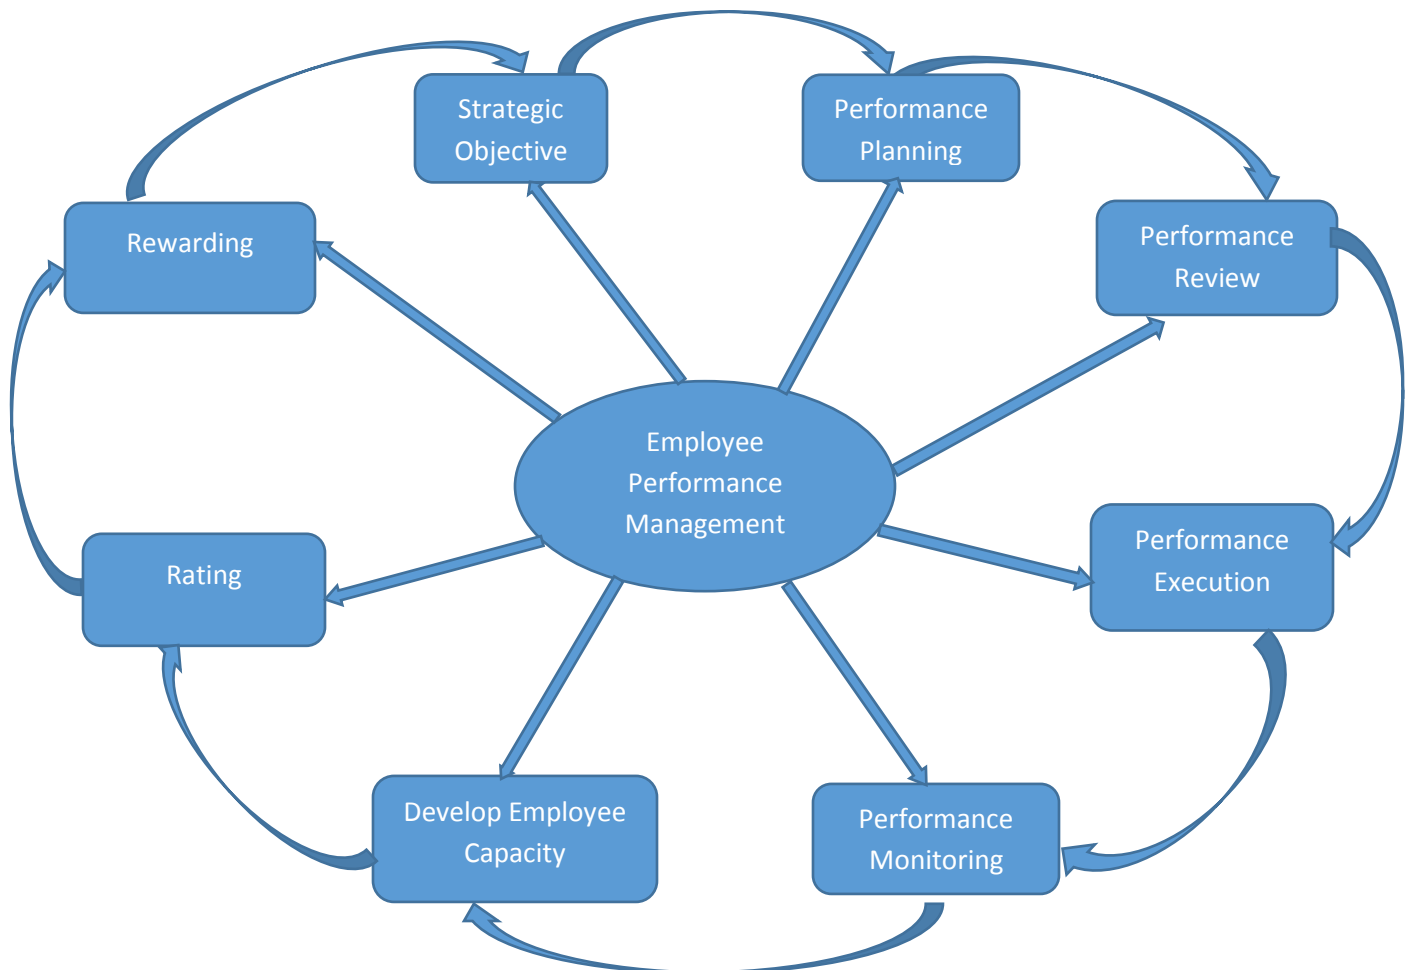 Strategic
Objective
Performance
Planning
Performance
Review
Rewarding
Employee
Performance
Management
Performance
Execution
Rating
Develop Employee
Capacity
Performance
Monitoring